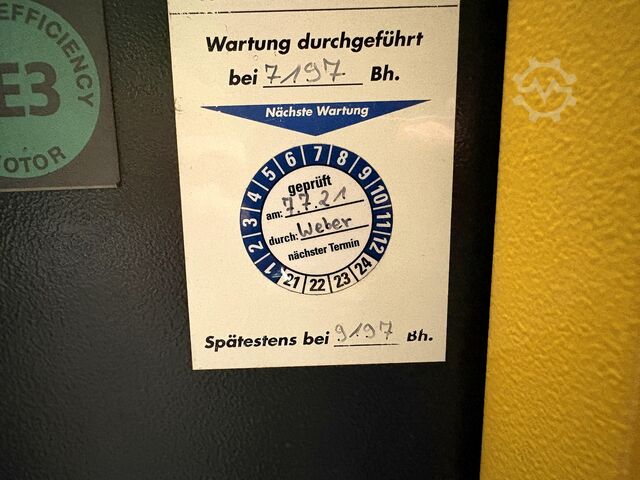 EFFICIENCY
E3
MOTOR
Wartung durchgeführt
bei 7197 Bh.
Nächste Wartung
1 2 3 4 5 6 7 8 9 10 11 12
geprüft
am: 7.7.21
durch: Weber
nächster Termin
21 22 23 24
Spätestens bei 9197 Bh.